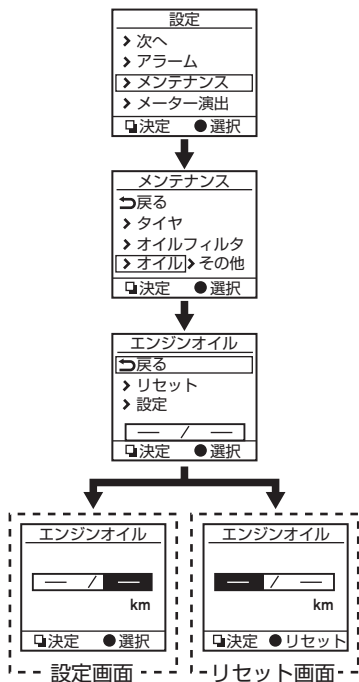 設定
> 次へ
> アラーム
> メンテナンス
> メーター演出
決定 ●選択
メンテナンス
⮌戻る
> タイヤ
> オイルフィルタ
> オイル > その他
決定 ●選択
エンジンオイル
⮌戻る
> リセット
> 設定
— / —
決定 ●選択
エンジンオイル
— / —
km
決定 ●選択
設定画面
エンジンオイル
— / —
km
決定 ●リセット
リセット画面